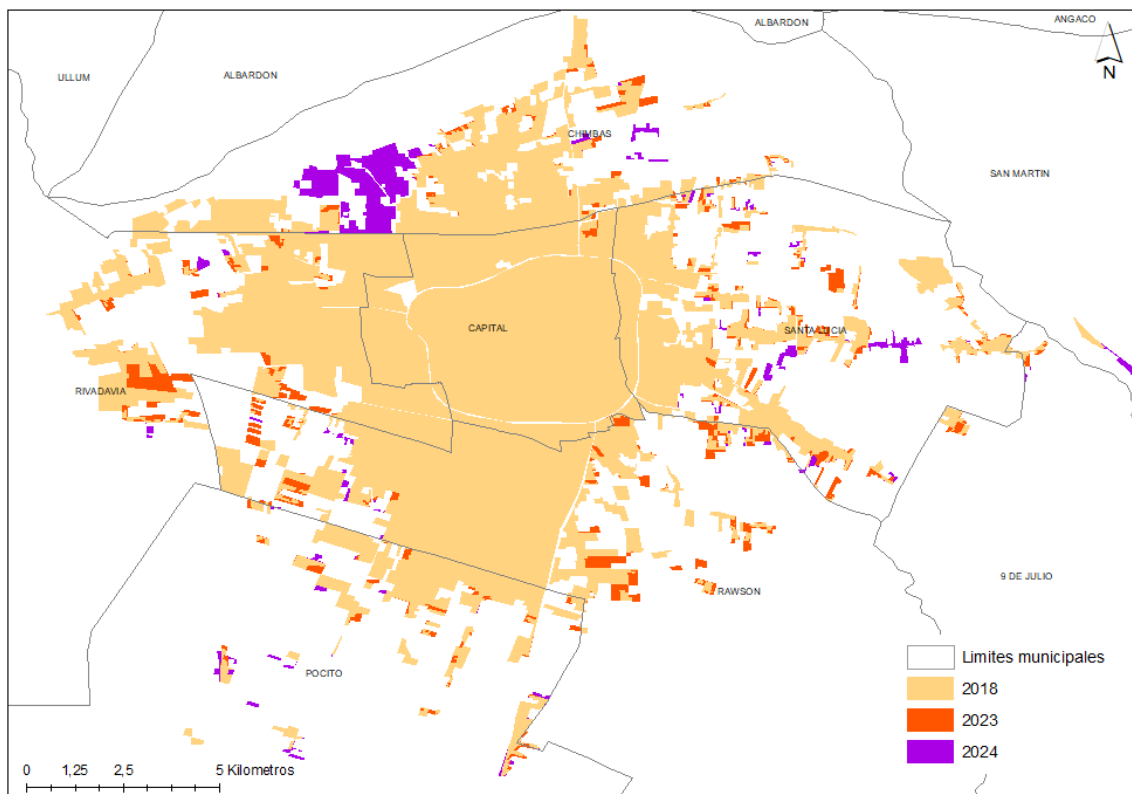 ALBARDON
ANGACO
ULLUM
ALBARDON
N
CHIMBAS
SAN MARTIN
CAPITAL
SANTA LUCIA
RIVADAVIA
9 DE JULIO
RAWSON
POCITO
Limites municipales
2018
2023
2024
0 1,25 2,5 5 Kilometros